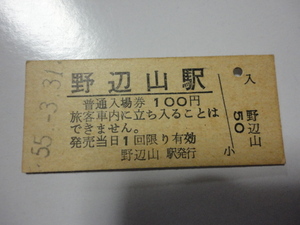 55.-3.31
野辺山駅
普通入場券 100円
旅客車内に立ち入ることは
できません。
発売当日1回限り有効
野辺山 駅発行
入
野辺山
50
小